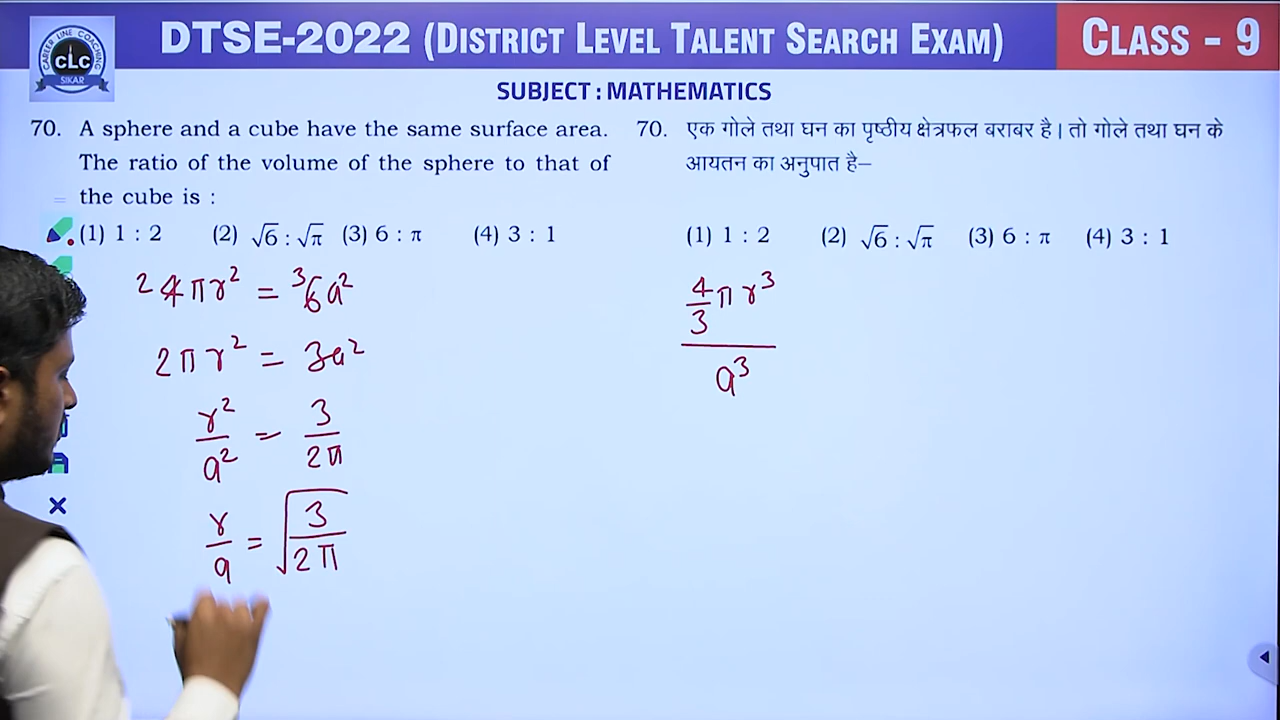 CAREER LINE COACHING
CLC
SIKAR
DTSE-2022 (DISTRICT LEVEL TALENT SEARCH EXAM)
CLASS - 9
SUBJECT : MATHEMATICS
70. A sphere and a cube have the same surface area.
The ratio of the volume of the sphere to that of
the cube is :
(1) 1 : 2 (2) √6 : √π (3) 6 : π (4) 3 : 1
70. एक गोले तथा घन का पृष्ठीय क्षेत्रफल बराबर है। तो गोले तथा घन के
आयतन का अनुपात है–
(1) 1 : 2 (2) √6 : √π (3) 6 : π (4) 3 : 1
2 4πr² = 3 6a²
2πr² = 3a²
r²/a² = 3/2π
r/a = √(3/2π)
4/3 πr³
a³